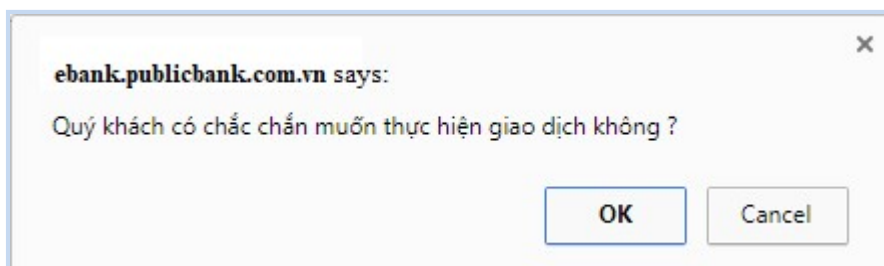 ebank.publicbank.com.vn says:
Quý khách có chắc chắn muốn thực hiện giao dịch không ?
OK Cancel